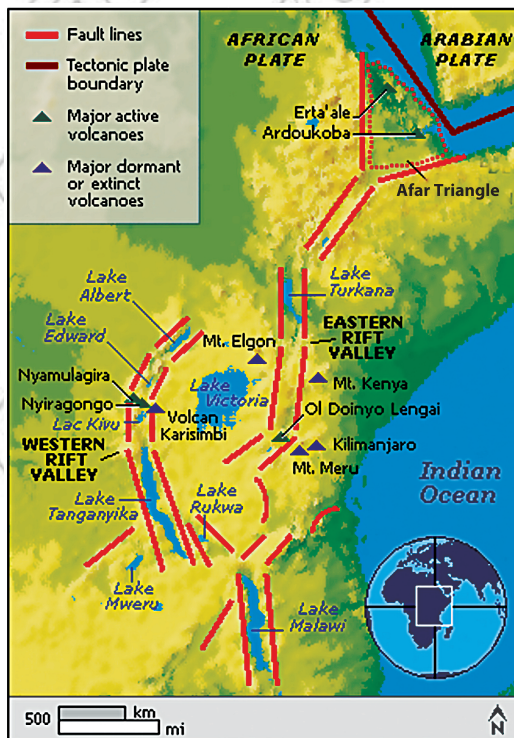 Fault lines
Tectonic plate
boundary
Major active
volcanoes
Major dormant
or extinct
volcanoes
AFRICAN
PLATE
ARABIAN
PLATE
Erta'ale
Ardoukoba
Afar Triangle
Lake
Albert
Lake
Turkana
Lake
Edward
Mt. Elgon
EASTERN
RIFT
VALLEY
Nyamulagira
Lake
Victoria
Mt. Kenya
Nyiragongo
Lac Kivu
Volcan
Karisimbi
Ol Doinyo Lengai
WESTERN
RIFT
VALLEY
Kilimanjaro
Mt. Meru
Indian
Ocean
Lake
Tanganyika
Lake
Rukwa
Lake
Mweru
Lake
Malawi
500
km
mi
N